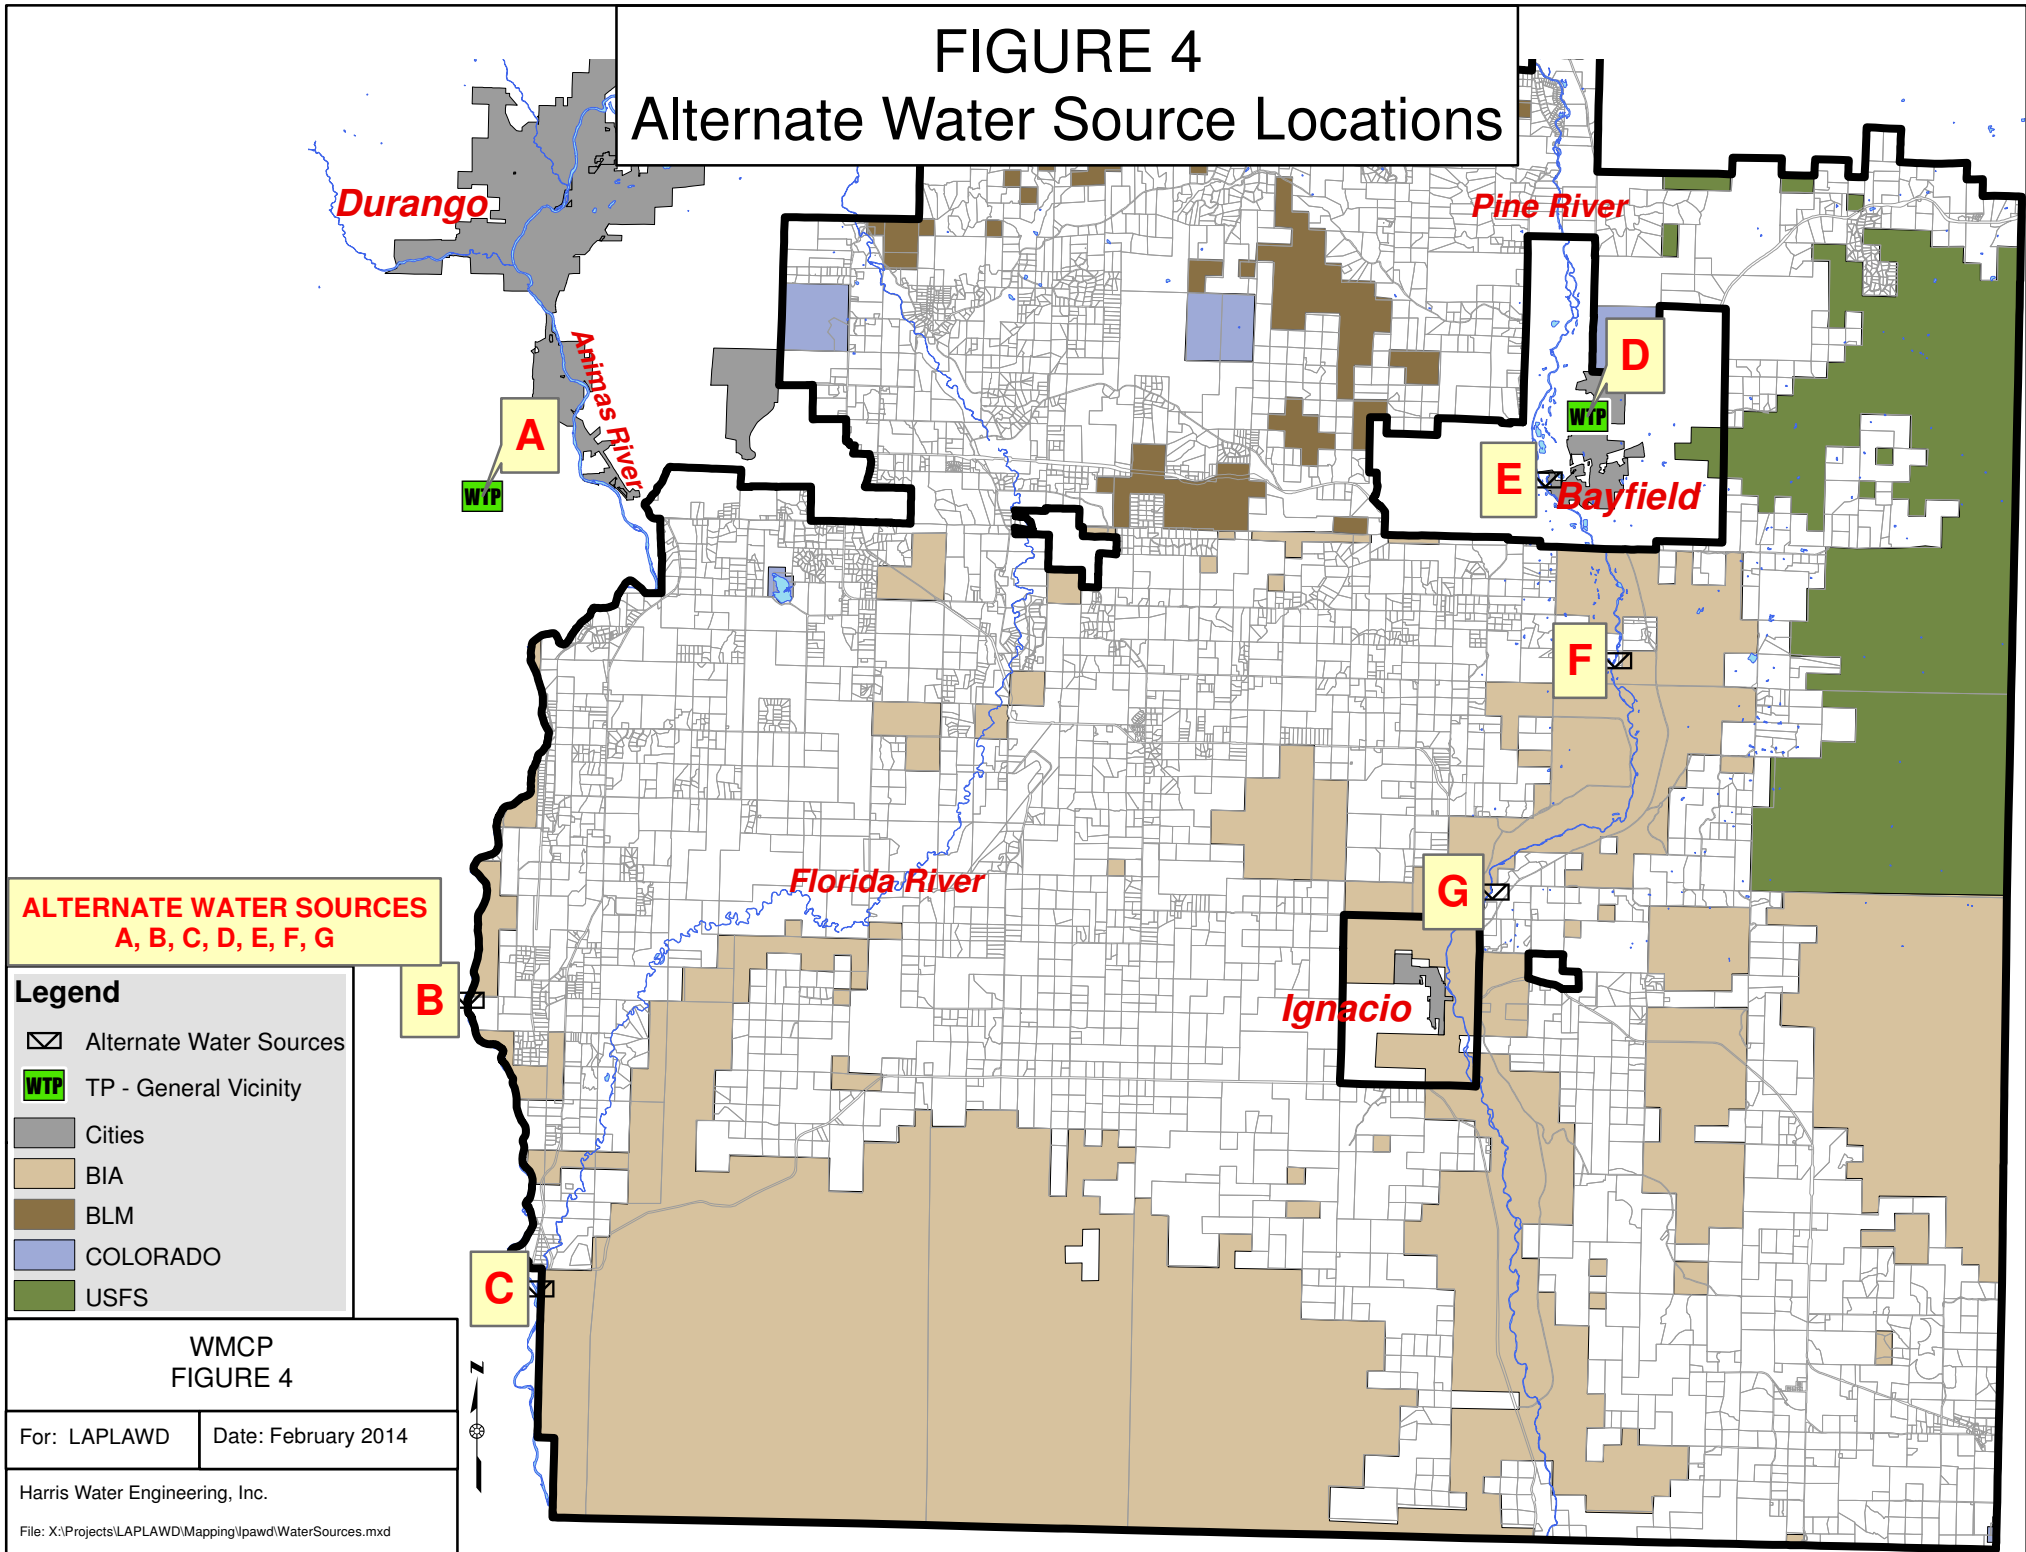 FIGURE 4
Alternate Water Source Locations
Durango
Pine River
Animas River
D
WTP
A
WTP
E
Bayfield
F
Florida River
G
ALTERNATE WATER SOURCES
A, B, C, D, E, F, G
B
Ignacio
Legend
Alternate Water Sources
WTP
TP - General Vicinity
Cities
BIA
BLM
COLORADO
USFS
C
WMCP
FIGURE 4
N
For: LAPLAWD
Date: February 2014
Harris Water Engineering, Inc.
File: X:\Projects\LAPLAWD\Mapping\lpawd\WaterSources.mxd